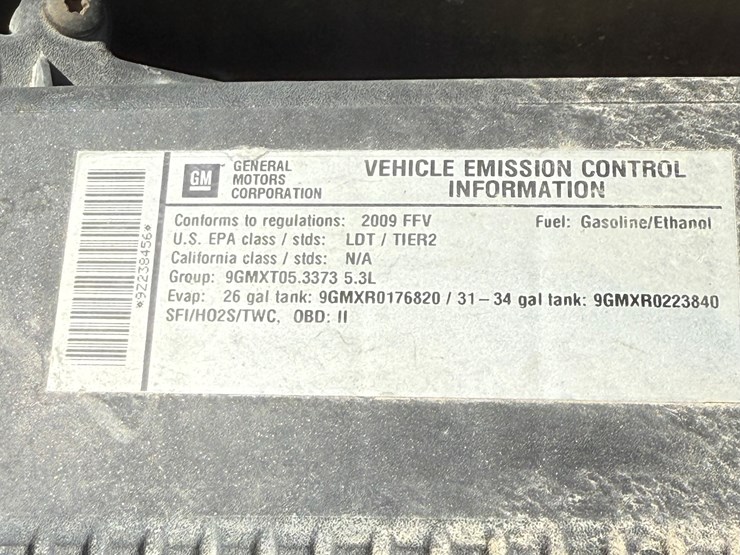 GM
GENERAL
MOTORS
CORPORATION
VEHICLE EMISSION CONTROL
INFORMATION
Conforms to regulations: 2009 FFV Fuel: Gasoline/Ethanol
U.S. EPA class / stds: LDT / TIER2
California class / stds: N/A
Group: 9GMXT05.3373 5.3L
Evap: 26 gal tank: 9GMXR0176820 / 31–34 gal tank: 9GMXR0223840
SFI/HO2S/TWC, OBD: II
*9Z238456*